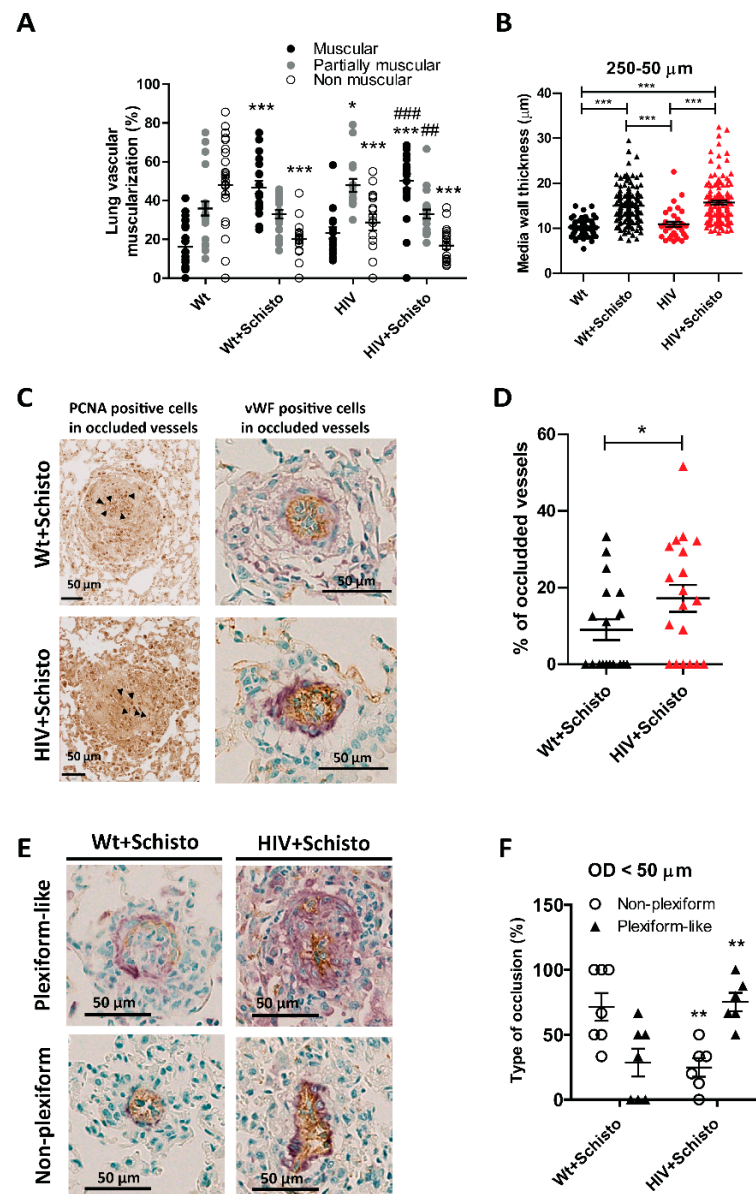 A
Muscular
Partially muscular
Non muscular
Lung vascular
muscularization (%)
100
80
60
40
20
0
***
***
*
***
###
***
##
***
Wt
Wt+Schisto
HIV
HIV+Schisto
B
250-50 μm
Media wall thickness (μm)
40
30
20
10
0
***
***
***
***
Wt
Wt+Schisto
HIV
HIV+Schisto
C
PCNA positive cells
in occluded vessels
vWF positive cells
in occluded vessels
Wt+Schisto
50 μm
50 μm
HIV+Schisto
50 μm
50 μm
D
% of occludded vessels
60
40
20
0
*
Wt+Schisto
HIV+Schisto
E
Wt+Schisto
HIV+Schisto
Plexiform-like
50 μm
50 μm
Non-plexiform
50 μm
50 μm
F
OD < 50 μm
Non-plexiform
Plexiform-like
Type of occlusion (%)
150
100
50
0
**
**
Wt+Schisto
HIV+Schisto